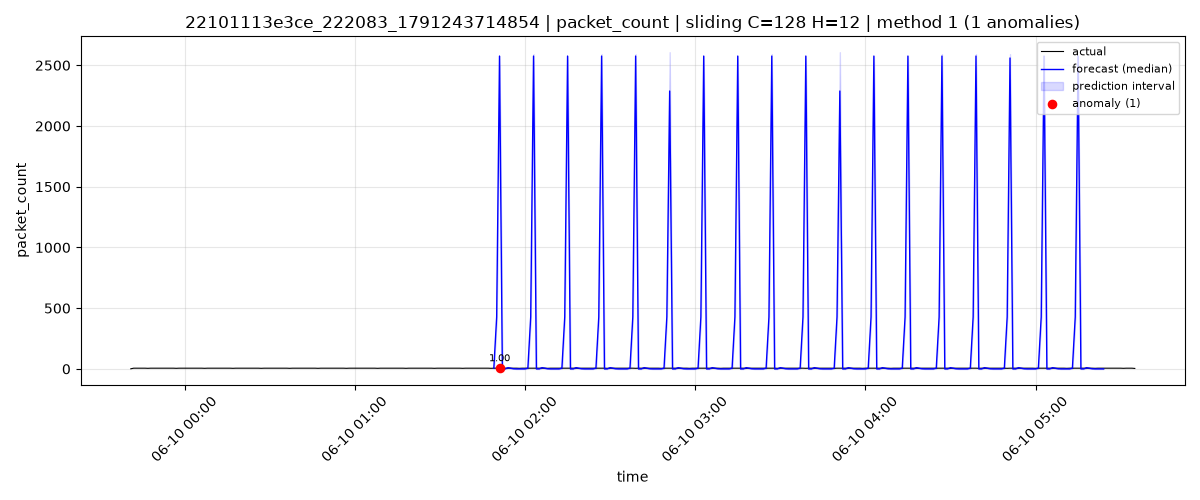 22101113e3ce_222083_1791243714854 | packet_count | sliding C=128 H=12 | method 1 (1 anomalies)
actual
forecast (median)
prediction interval
anomaly (1)
packet_count
2500
2000
1500
1000
500
0
1.00
06-10 00:00
06-10 01:00
06-10 02:00
06-10 03:00
06-10 04:00
06-10 05:00
time